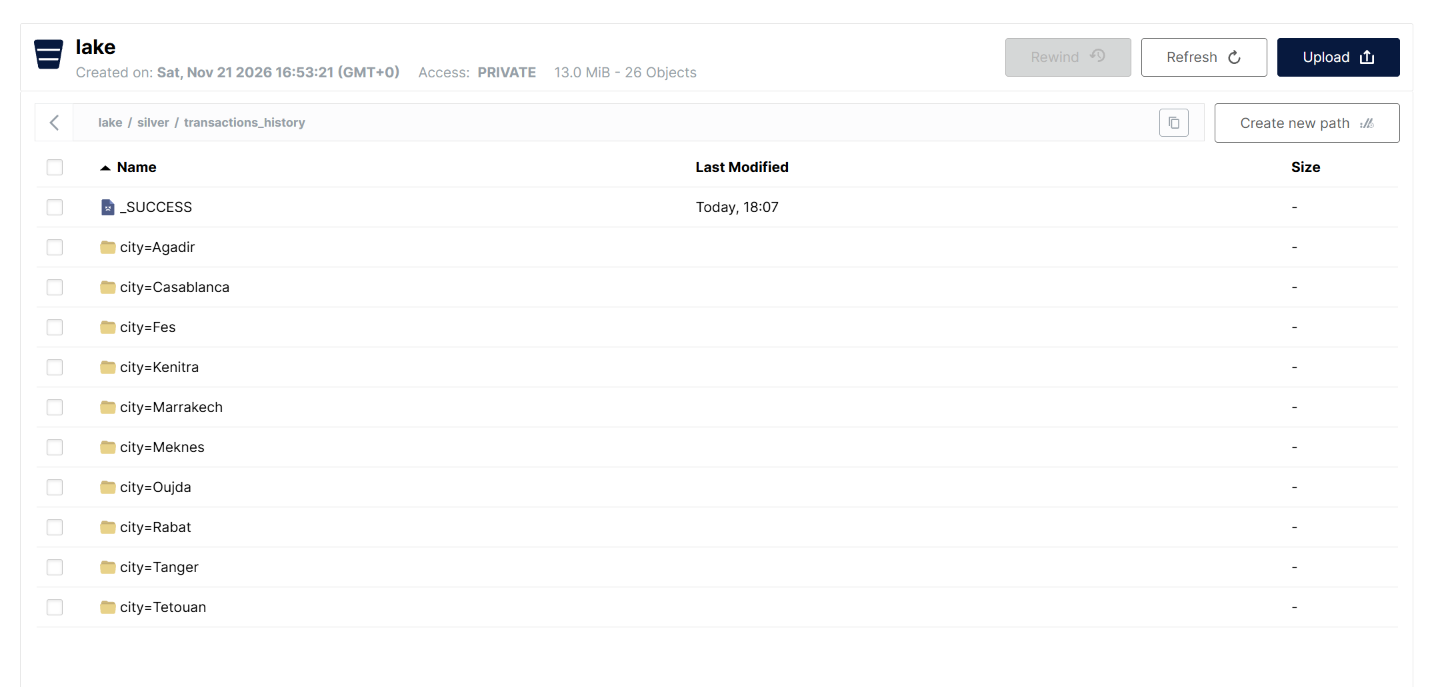 lake
Created on: Sat, Nov 21 2026 16:53:21 (GMT+0) Access: PRIVATE 13.0 MiB - 26 Objects
Rewind Refresh Upload
lake / silver / transactions_history
Create new path
Name Last Modified Size
_SUCCESS Today, 18:07 -
city=Agadir -
city=Casablanca -
city=Fes -
city=Kenitra -
city=Marrakech -
city=Meknes -
city=Oujda -
city=Rabat -
city=Tanger -
city=Tetouan -